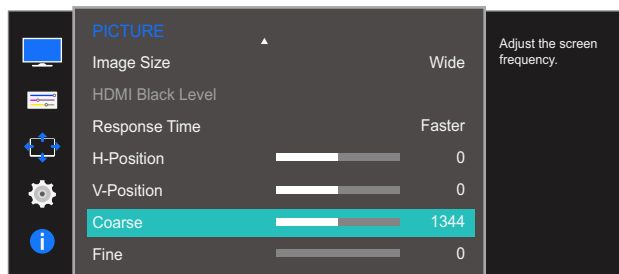 PICTURE
Image Size Wide
HDMI Black Level
Response Time Faster
H-Position 0
V-Position 0
Coarse 1344
Fine 0
Adjust the screen
frequency.